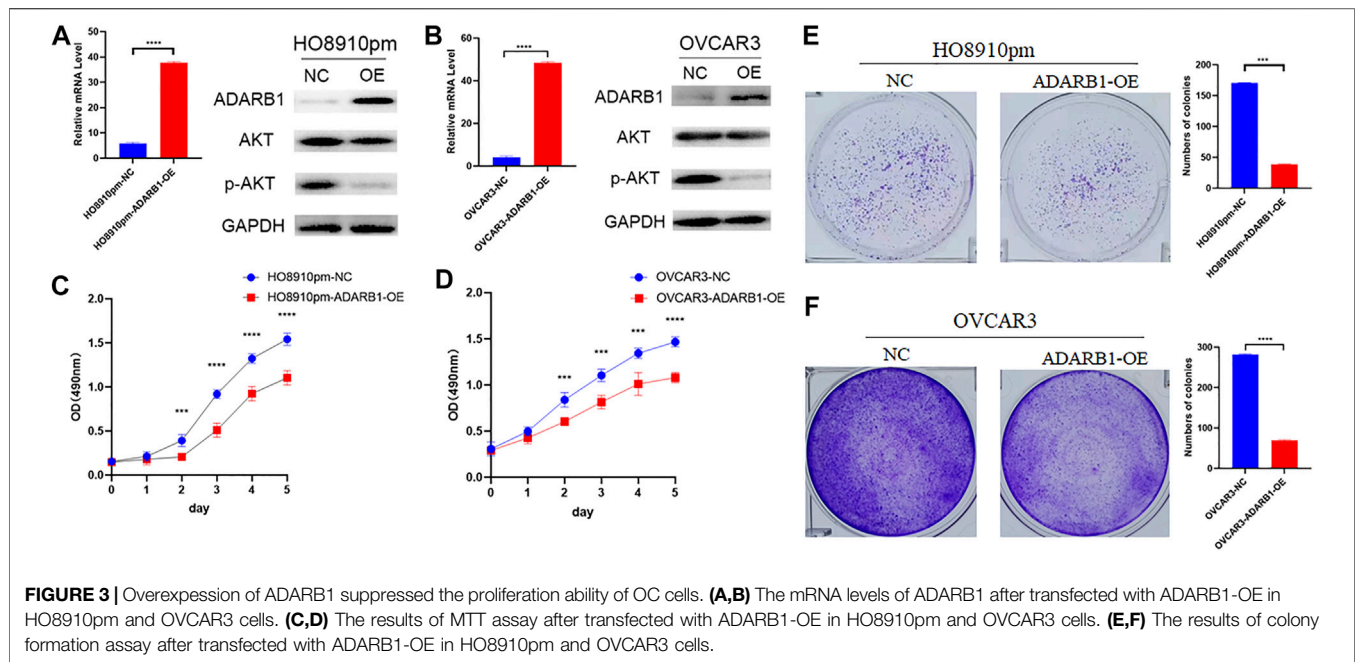 A
Relative mRNA Level
50
40
30
20
10
0
****
HO8910pm-NC
HO8910pm-ADARB1-OE
HO8910pm
NC OE
ADARB1
AKT
p-AKT
GAPDH
B
Relative mRNA Level
60
40
20
0
****
OVCAR3-NC
OVCAR3-ADARB1-OE
OVCAR3
NC OE
ADARB1
AKT
p-AKT
GAPDH
E
HO8910pm
NC ADARB1-OE
Numbers of colonies
200
150
100
50
0
***
HO8910pm-NC
HO8910pm-ADARB1-OE
C
HO8910pm-NC
HO8910pm-ADARB1-OE
OD(490nm)
2.0
1.5
1.0
0.5
0.0
*** **** **** ****
0 1 2 3 4 5
day
D
OVCAR3-NC
OVCAR3-ADARB1-OE
OD(490nm)
2.0
1.5
1.0
0.5
0.0
*** *** *** ****
0 1 2 3 4 5
day
F
OVCAR3
NC ADARB1-OE
Numbers of colonies
300
200
100
0
****
OVCAR3-NC
OVCAR3-ADARB1-OE
FIGURE 3 | Overexpession of ADARB1 suppressed the proliferation ability of OC cells. (A,B) The mRNA levels of ADARB1 after transfected with ADARB1-OE in
HO8910pm and OVCAR3 cells. (C,D) The results of MTT assay after transfected with ADARB1-OE in HO8910pm and OVCAR3 cells. (E,F) The results of colony
formation assay after transfected with ADARB1-OE in HO8910pm and OVCAR3 cells.